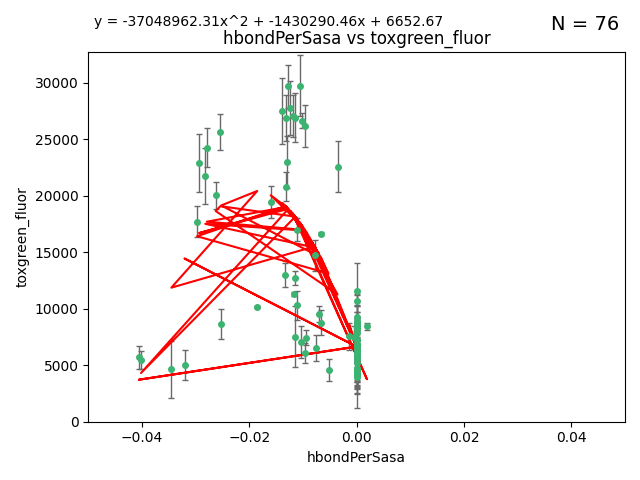 y = -37048962.31x^2 + -1430290.46x + 6652.67
N = 76
hbondPerSasa vs toxgreen_fluor
30000
25000
20000
15000
10000
5000
0
toxgreen_fluor
−0.04
−0.02
0.00
0.02
0.04
hbondPerSasa